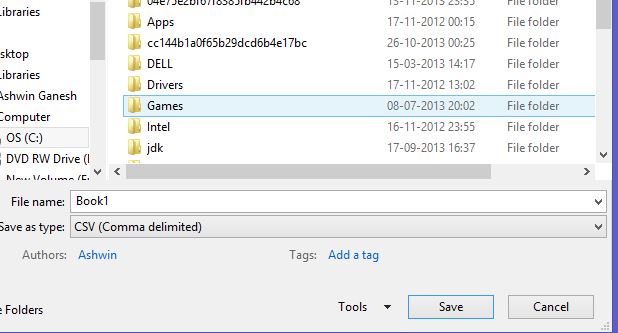 Libraries
04e75e2bf67f8385fb442b4c68 15-11-2013 23:55 File folder
Apps 17-11-2012 00:15 File folder
cc144b1a0f65b29dcd6b4e17bc 26-10-2013 00:25 File folder
esktop DELL 15-03-2013 14:17 File folder
Libraries Drivers 17-11-2012 13:02 File folder
Ashwin Ganesh Games 08-07-2013 20:02 File folder
Computer Intel 16-11-2012 23:55 File folder
OS (C:) jdk 17-09-2013 16:37 File folder
DVD RW Drive (
New Volume (E
File name: Book1
Save as type: CSV (Comma delimited)
Authors: Ashwin Tags: Add a tag
e Folders Tools Save Cancel